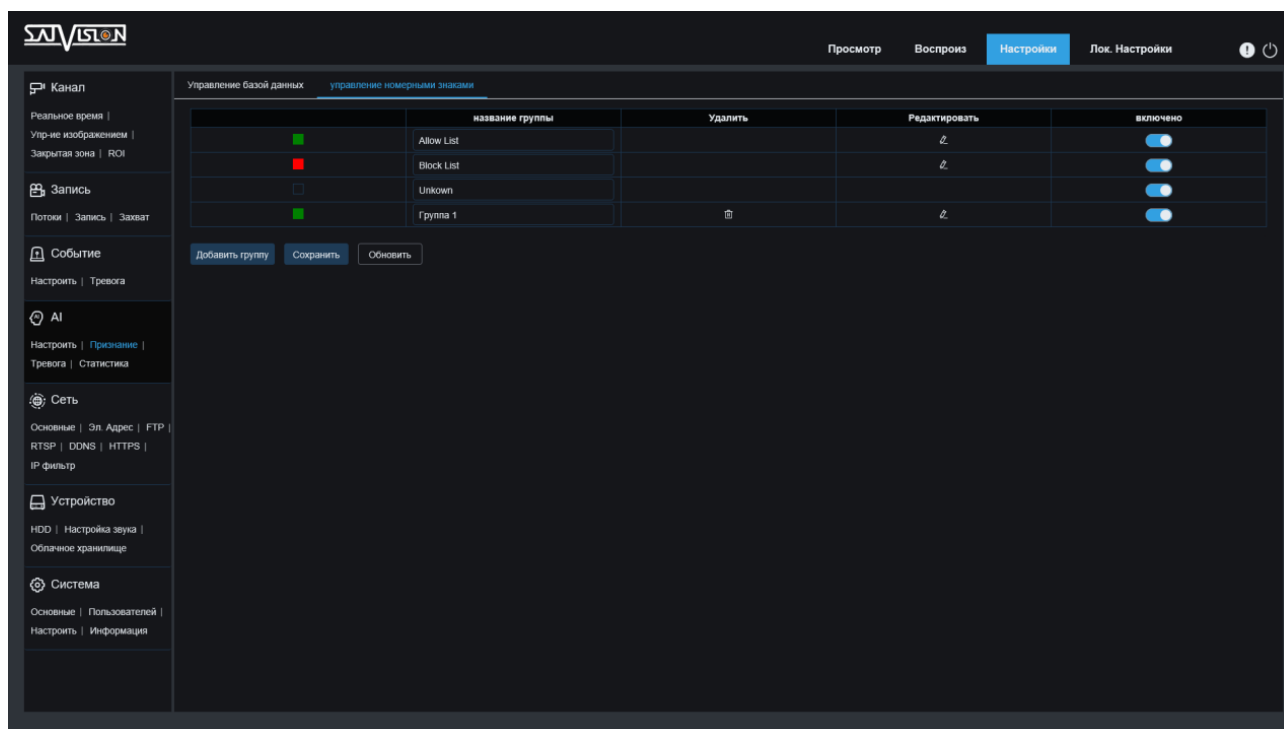 SATVISION
Просмотр Воспроиз Настройки Лок. Настройки
Канал
Реальное время |
Упр-ие изображением |
Закрытая зона | ROI
Запись
Потоки | Запись | Захват
Событие
Настроить | Тревога
AI
Настроить | Признание |
Тревога | Статистика
Сеть
Основные | Эл. Адрес | FTP |
RTSP | DDNS | HTTPS |
IP фильтр
Устройство
HDD | Настройка звука |
Облачное хранилище
Система
Основные | Пользователей |
Настроить | Информация
Управление базой данных управление номерными знаками
название группы Удалить Редактировать включено
Allow List
Block List
Unkown
Группа 1
Добавить группу Сохранить Обновить